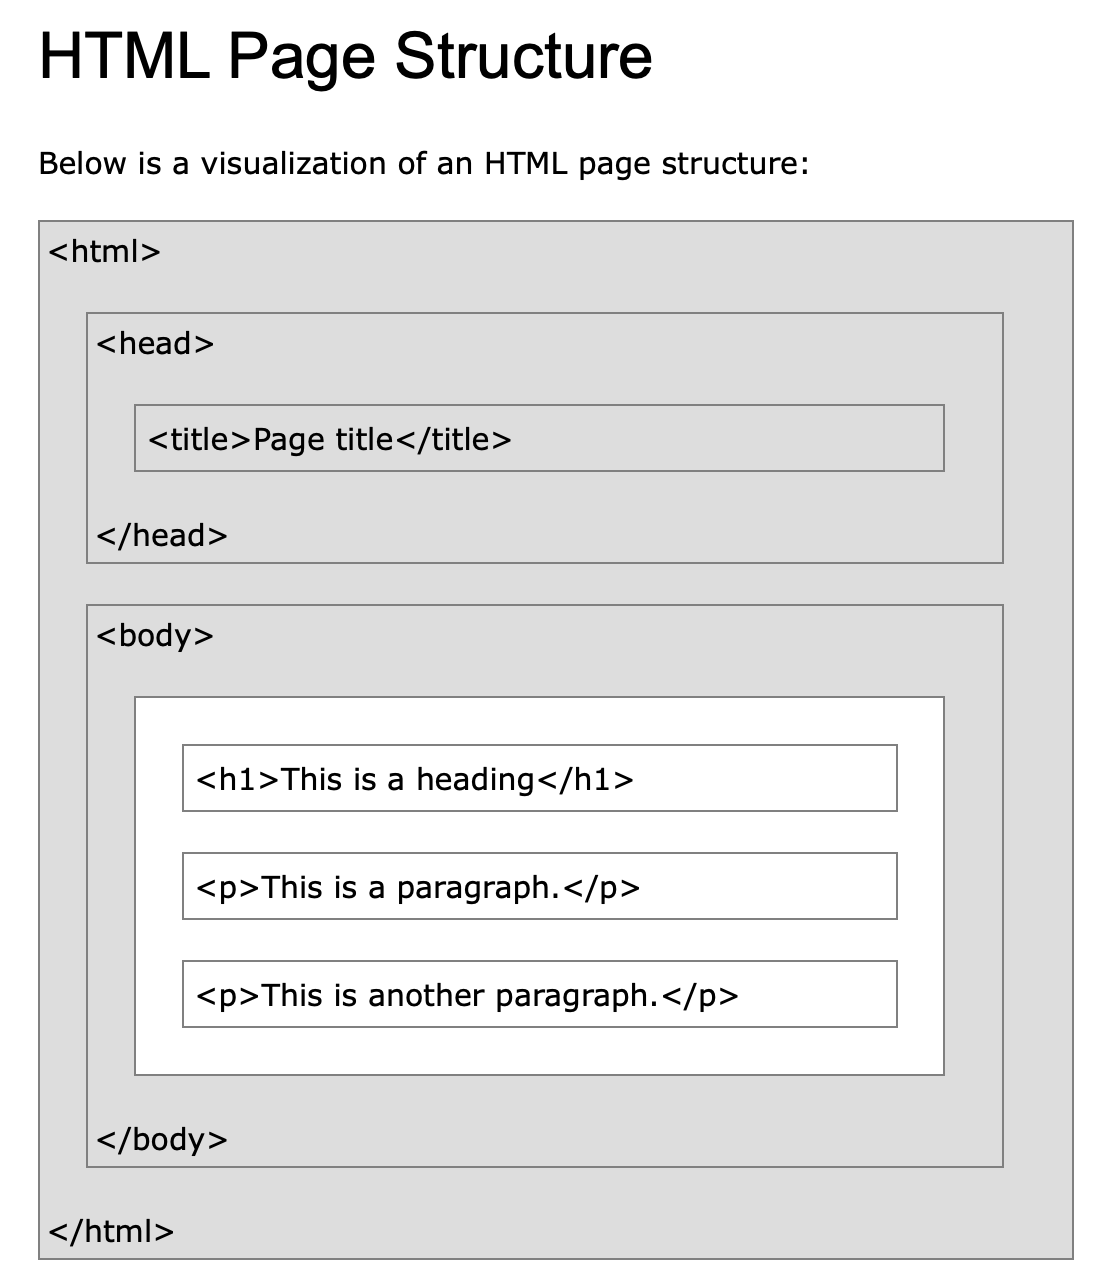 HTML Page Structure
Below is a visualization of an HTML page structure:
<html>
<head>
<title>Page title</title>
</head>
<body>
<h1>This is a heading</h1>
<p>This is a paragraph.</p>
<p>This is another paragraph.</p>
</body>
</html>